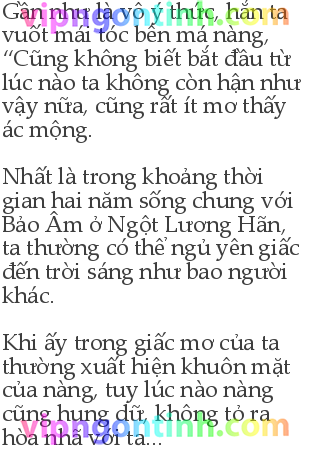 Gần như là vô ý thức, hắn ta
vuốt mái tóc bên má nàng,
“Cũng không biết bắt đầu từ
lúc nào ta không còn hận như
vậy nữa, cũng rất ít mơ thấy
ác mộng.
Nhất là trong khoảng thời
gian hai năm sống chung với
Bảo Âm ở Ngột Lương Hãn,
ta thường có thể ngủ yên giấc
đến trời sáng như bao người
khác.
Khi ấy trong giấc mơ của ta
thường xuất hiện khuôn mặt
của nàng, tuy lúc nào nàng
cũng hung dữ, không tỏ ra
hòa nhã với ta...
vipngontinh.com
vipngontinh.com